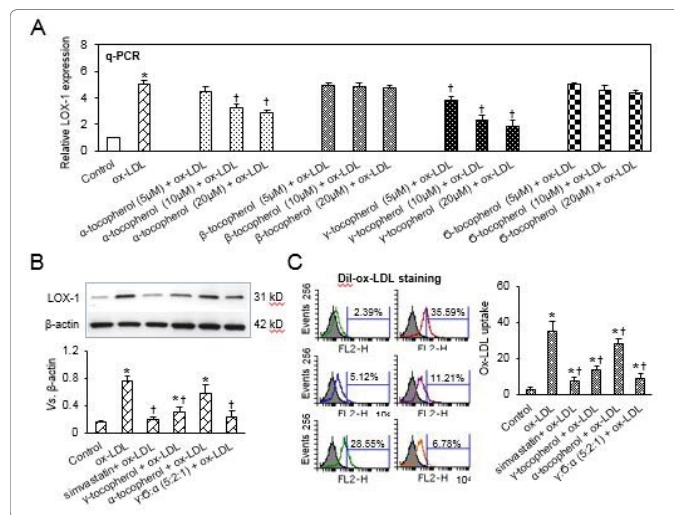 A
q-PCR
Relative LOX-1 expression
8
6
4
2
0
*
† †
† † †
Control
ox-LDL
α-tocopherol (5μM) + ox-LDL
α-tocopherol (10μM) + ox-LDL
α-tocopherol (20μM) + ox-LDL
β-tocopherol (5μM) + ox-LDL
β-tocopherol (10μM) + ox-LDL
β-tocopherol (20μM) + ox-LDL
γ-tocopherol (5μM) + ox-LDL
γ-tocopherol (10μM) + ox-LDL
γ-tocopherol (20μM) + ox-LDL
δ-tocopherol (5μM) + ox-LDL
δ-tocopherol (10μM) + ox-LDL
δ-tocopherol (20μM) + ox-LDL
B
LOX-1 31 kD
β-actin 42 kD
Vs. β-actin
1.2
0.8
0.4
0
* † *† * †
Control
ox-LDL
simvastatin+ ox-LDL
γ-tocopherol + ox-LDL
α-tocopherol + ox-LDL
γ:δ:α (5:2:1) + ox-LDL
C
Dil-ox-LDL staining
Events 256
2.39% 35.59%
FL2-H FL2-H
Events 256
5.12% 11.21%
FL2-H 10⁴ FL2-H
Events 256
28.55% 6.78%
FL2-H FL2-H 10⁴
Ox-LDL uptake
60
40
20
0
* *† *† *† *†
Control
ox-LDL
simvastatin + ox-LDL
γ-tocopherol + ox-LDL
α-tocopherol + ox-LDL
γ:δ:α (5:2:1) + ox-LDL